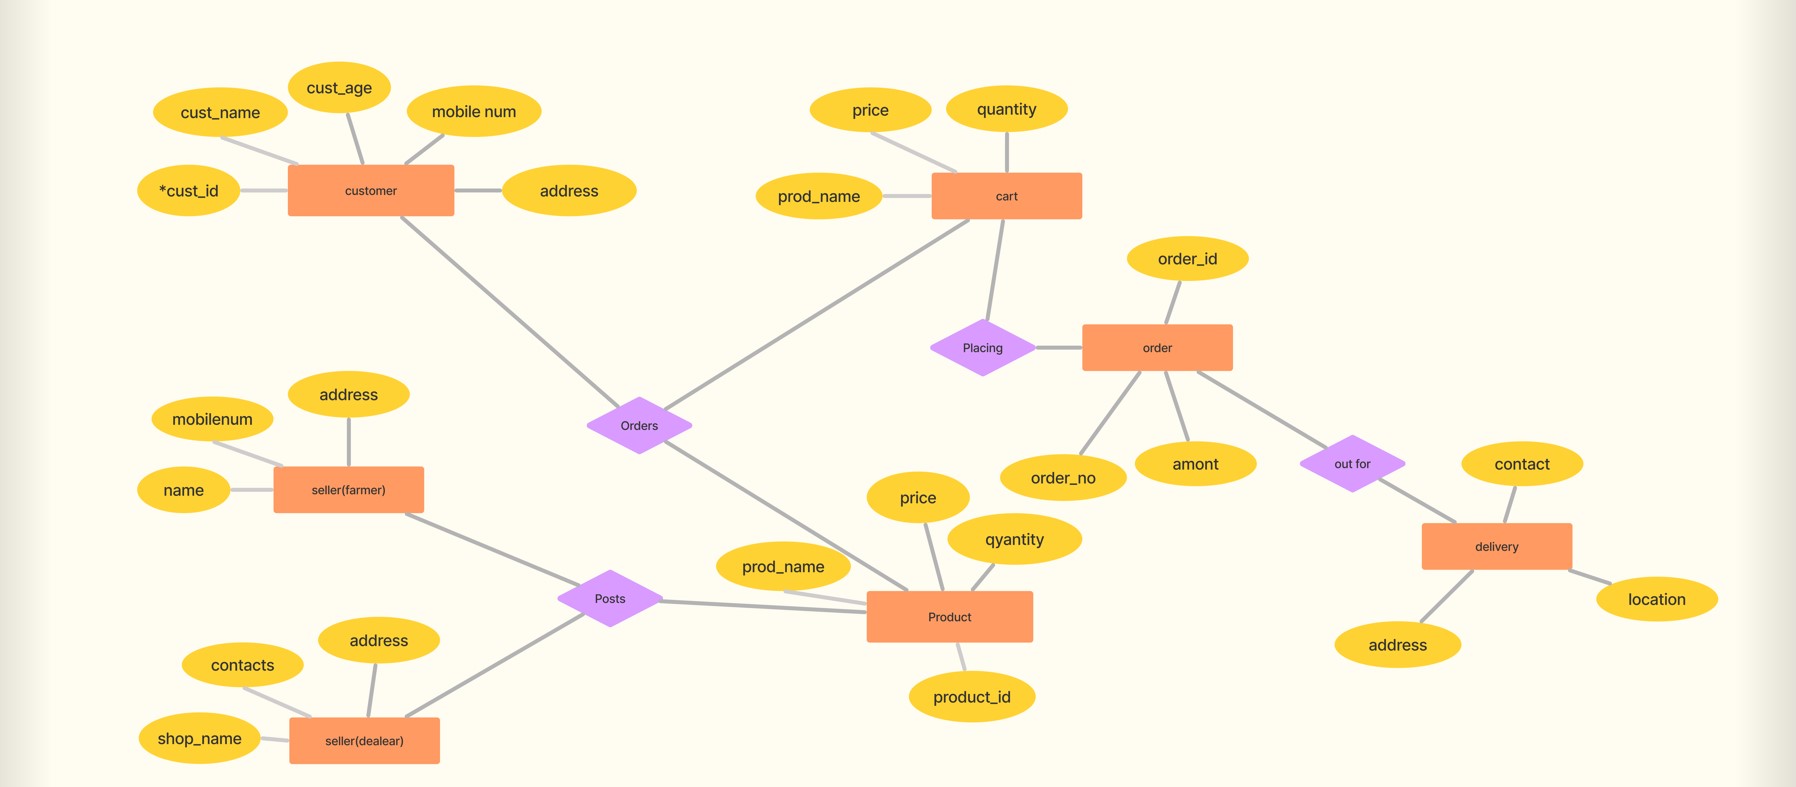 cust_name
cust_age
mobile num
*cust_id
customer
address
price
quantity
prod_name
cart
order_id
Placing
order
order_no
amont
out for
contact
delivery
location
address
Orders
address
mobilenum
name
seller(farmer)
Posts
price
qyantity
prod_name
Product
product_id
contacts
address
shop_name
seller(dealear)